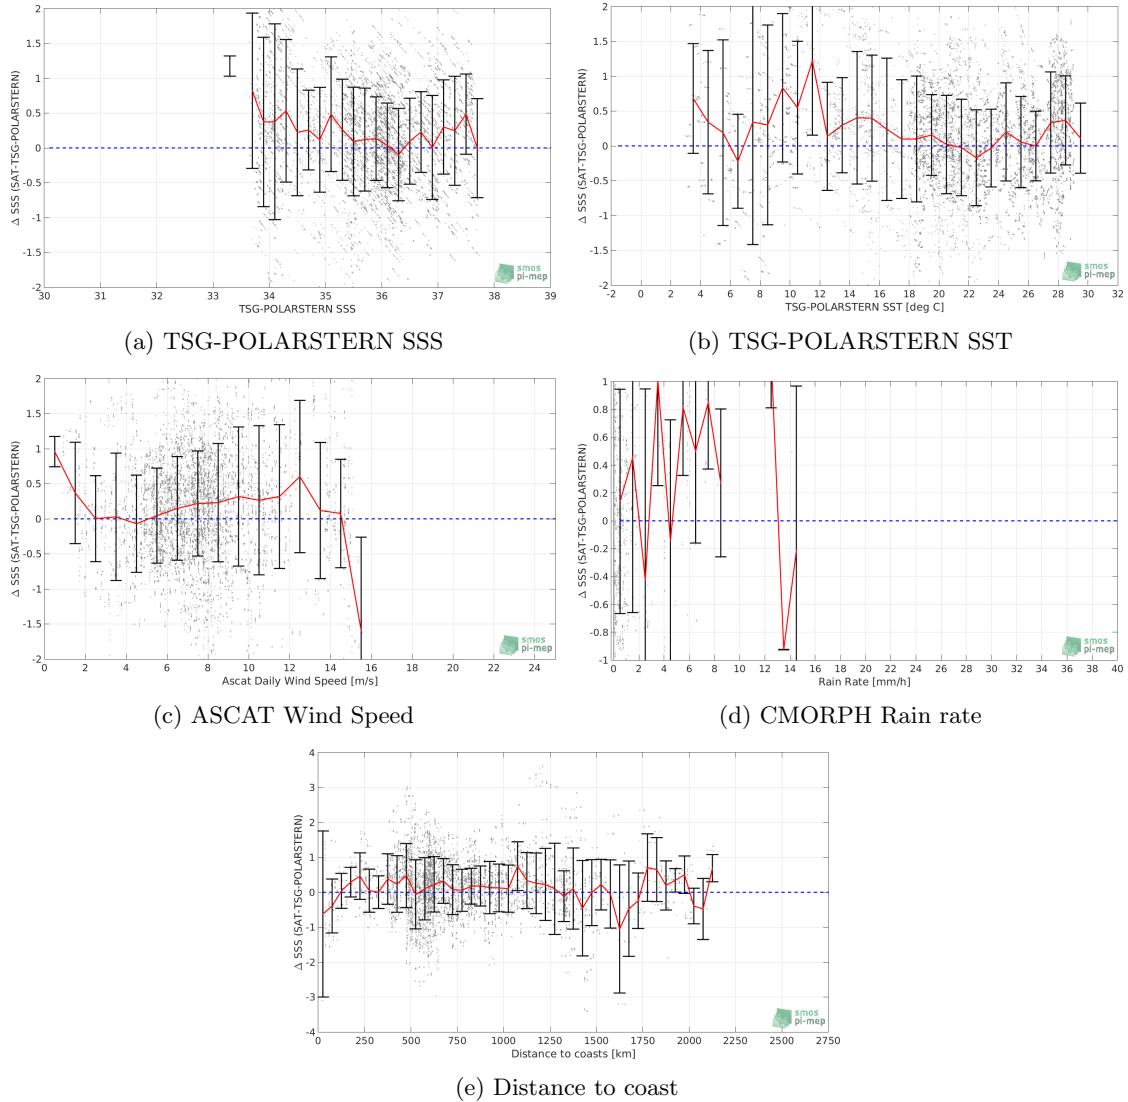 Δ SSS (SAT-TSG-POLARSTERN)
2
1.5
1
0.5
0
-0.5
-1
-1.5
-2
30 31 32 33 34 35 36 37 38 39
TSG-POLARSTERN SSS
smos
pi-mep
(a) TSG-POLARSTERN SSS
Δ SSS (SAT-TSG-POLARSTERN)
2
1.5
1
0.5
0
-0.5
-1
-1.5
-2
-2 0 2 4 6 8 10 12 14 16 18 20 22 24 26 28 30 32
TSG-POLARSTERN SST [deg C]
smos
pi-mep
(b) TSG-POLARSTERN SST
Δ SSS (SAT-TSG-POLARSTERN)
2
1.5
1
0.5
0
-0.5
-1
-1.5
-2
0 2 4 6 8 10 12 14 16 18 20 22 24
Ascat Daily Wind Speed [m/s]
smos
pi-mep
(c) ASCAT Wind Speed
Δ SSS (SAT-TSG-POLARSTERN)
1
0.8
0.6
0.4
0.2
0
-0.2
-0.4
-0.6
-0.8
-1
0 2 4 6 8 10 12 14 16 18 20 22 24 26 28 30 32 34 36 38 40
Rain Rate [mm/h]
smos
pi-mep
(d) CMORPH Rain rate
Δ SSS (SAT-TSG-POLARSTERN)
4
3
2
1
0
-1
-2
-3
-4
0 250 500 750 1000 1250 1500 1750 2000 2250 2500 2750
Distance to coasts [km]
smos
pi-mep
(e) Distance to coast